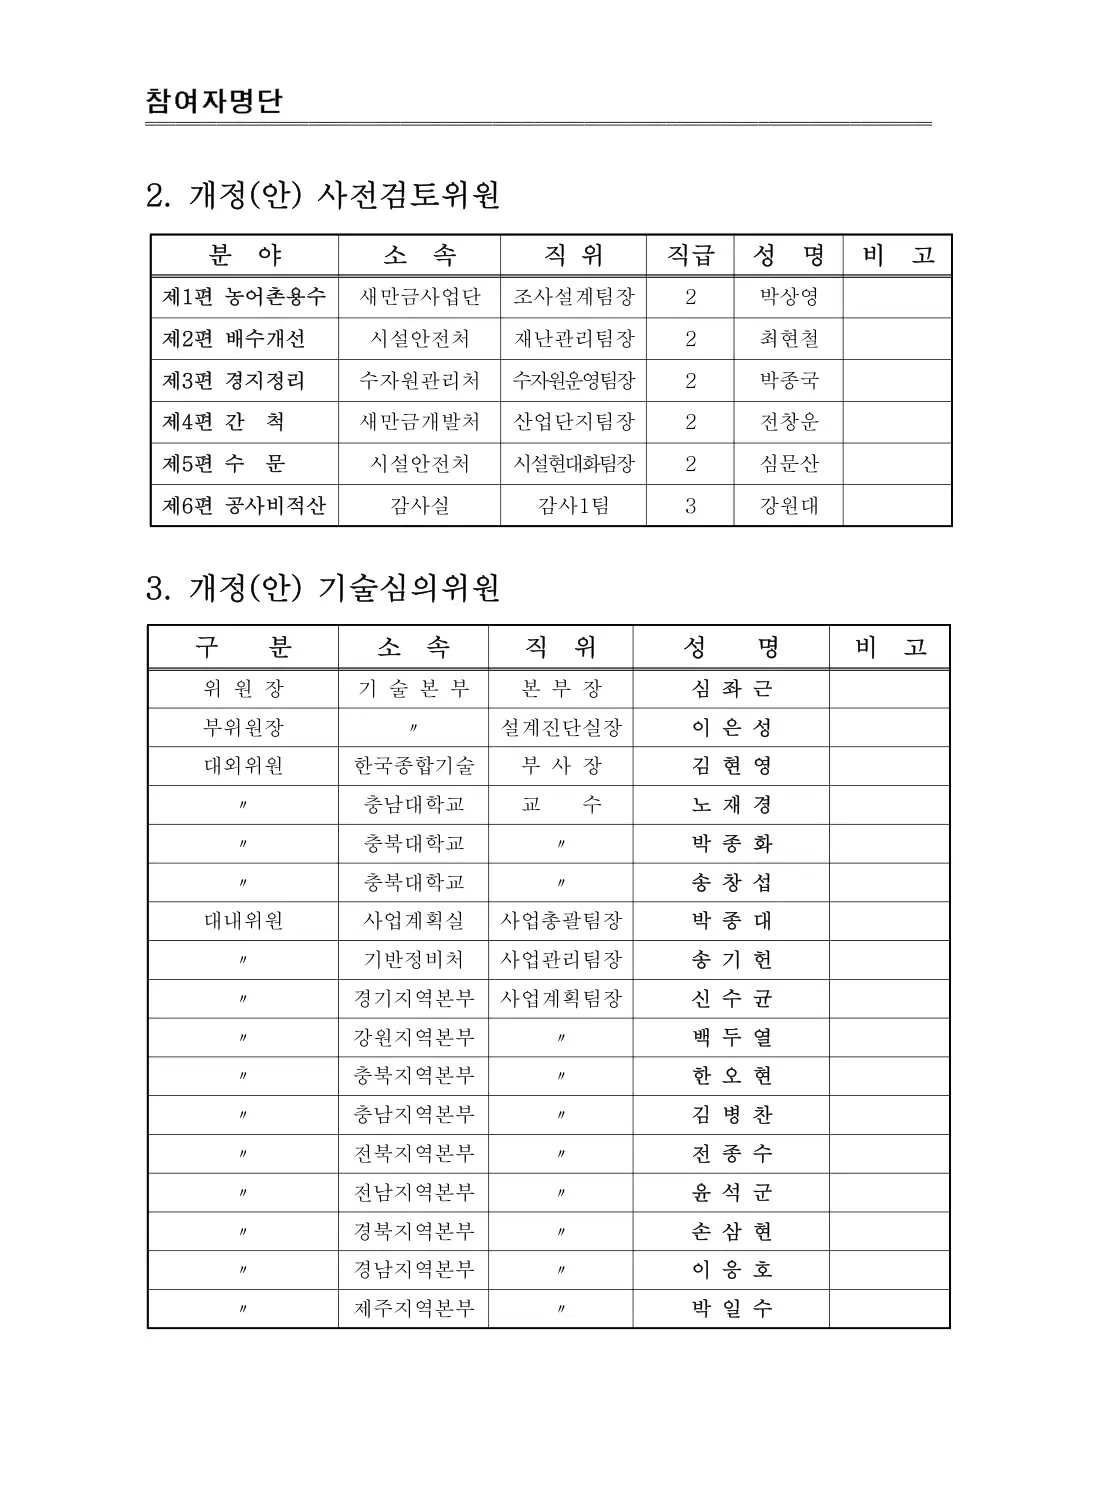 참여자명단
2. 개정(안) 사전검토위원
분 야 소 속 직 위 직급 성 명 비 고
제1편 농어촌용수 새만금사업단 조사설계팀장 2 박상영
제2편 배수개선 시설안전처 재난관리팀장 2 최현철
제3편 경지정리 수자원관리처 수자원운영팀장 2 박종국
제4편 간 척 새만금개발처 산업단지팀장 2 전창운
제5편 수 문 시설안전처 시설현대화팀장 2 심문산
제6편 공사비적산 감사실 감사1팀 3 강원대
3. 개정(안) 기술심의위원
구 분 소 속 직 위 성 명 비 고
위 원 장 기 술 본 부 본 부 장 심 좌 근
부위원장 〃 설계진단실장 이 은 성
대외위원 한국종합기술 부 사 장 김 현 영
〃 충남대학교 교 수 노 재 경
〃 충북대학교 〃 박 종 화
〃 충북대학교 〃 송 창 섭
대내위원 사업계획실 사업총괄팀장 박 종 대
〃 기반정비처 사업관리팀장 송 기 헌
〃 경기지역본부 사업계획팀장 신 수 균
〃 강원지역본부 〃 백 두 열
〃 충북지역본부 〃 한 오 현
〃 충남지역본부 〃 김 병 찬
〃 전북지역본부 〃 전 종 수
〃 전남지역본부 〃 윤 석 군
〃 경북지역본부 〃 손 삼 현
〃 경남지역본부 〃 이 응 호
〃 제주지역본부 〃 박 일 수